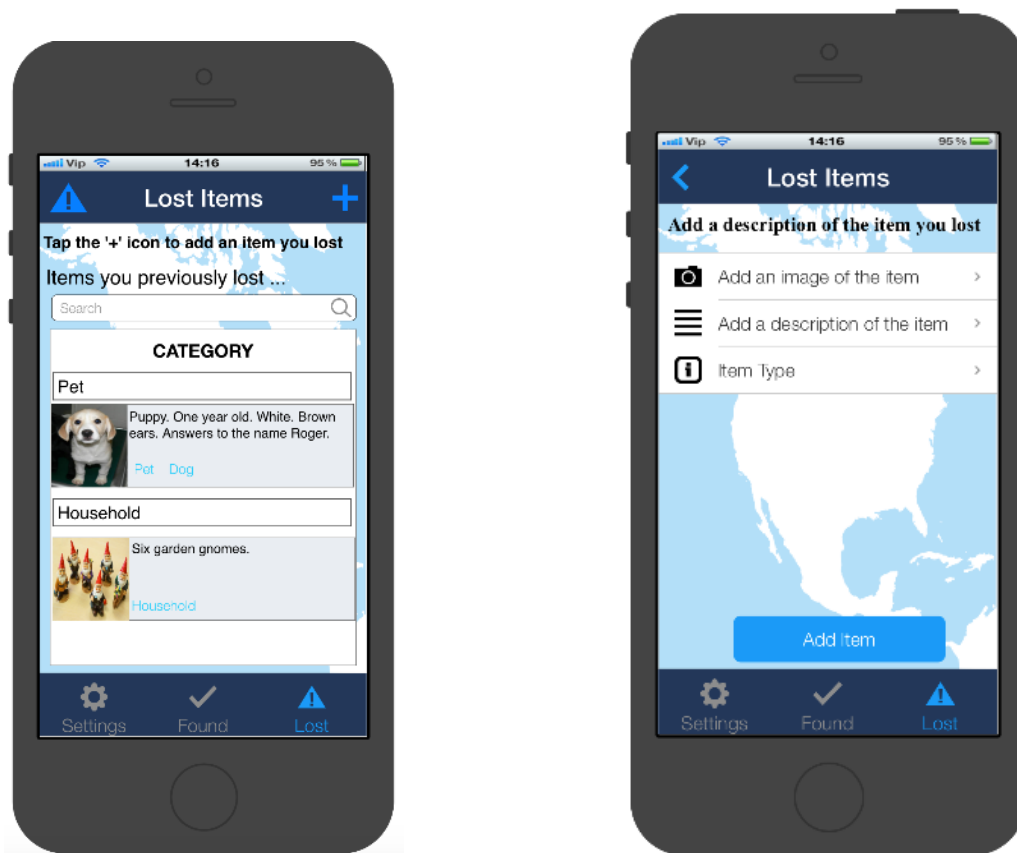 Vip 14:16 95 %
Lost Items
Tap the '+' icon to add an item you lost
Items you previously lost ...
Search
CATEGORY
Pet
Puppy. One year old. White. Brown
ears. Answers to the name Roger.
Pet Dog
Household
Six garden gnomes.
Household
Settings Found Lost
Vip 14:16 95 %
Lost Items
Add a description of the item you lost
Add an image of the item
Add a description of the item
Item Type
Add Item
Settings Found Lost